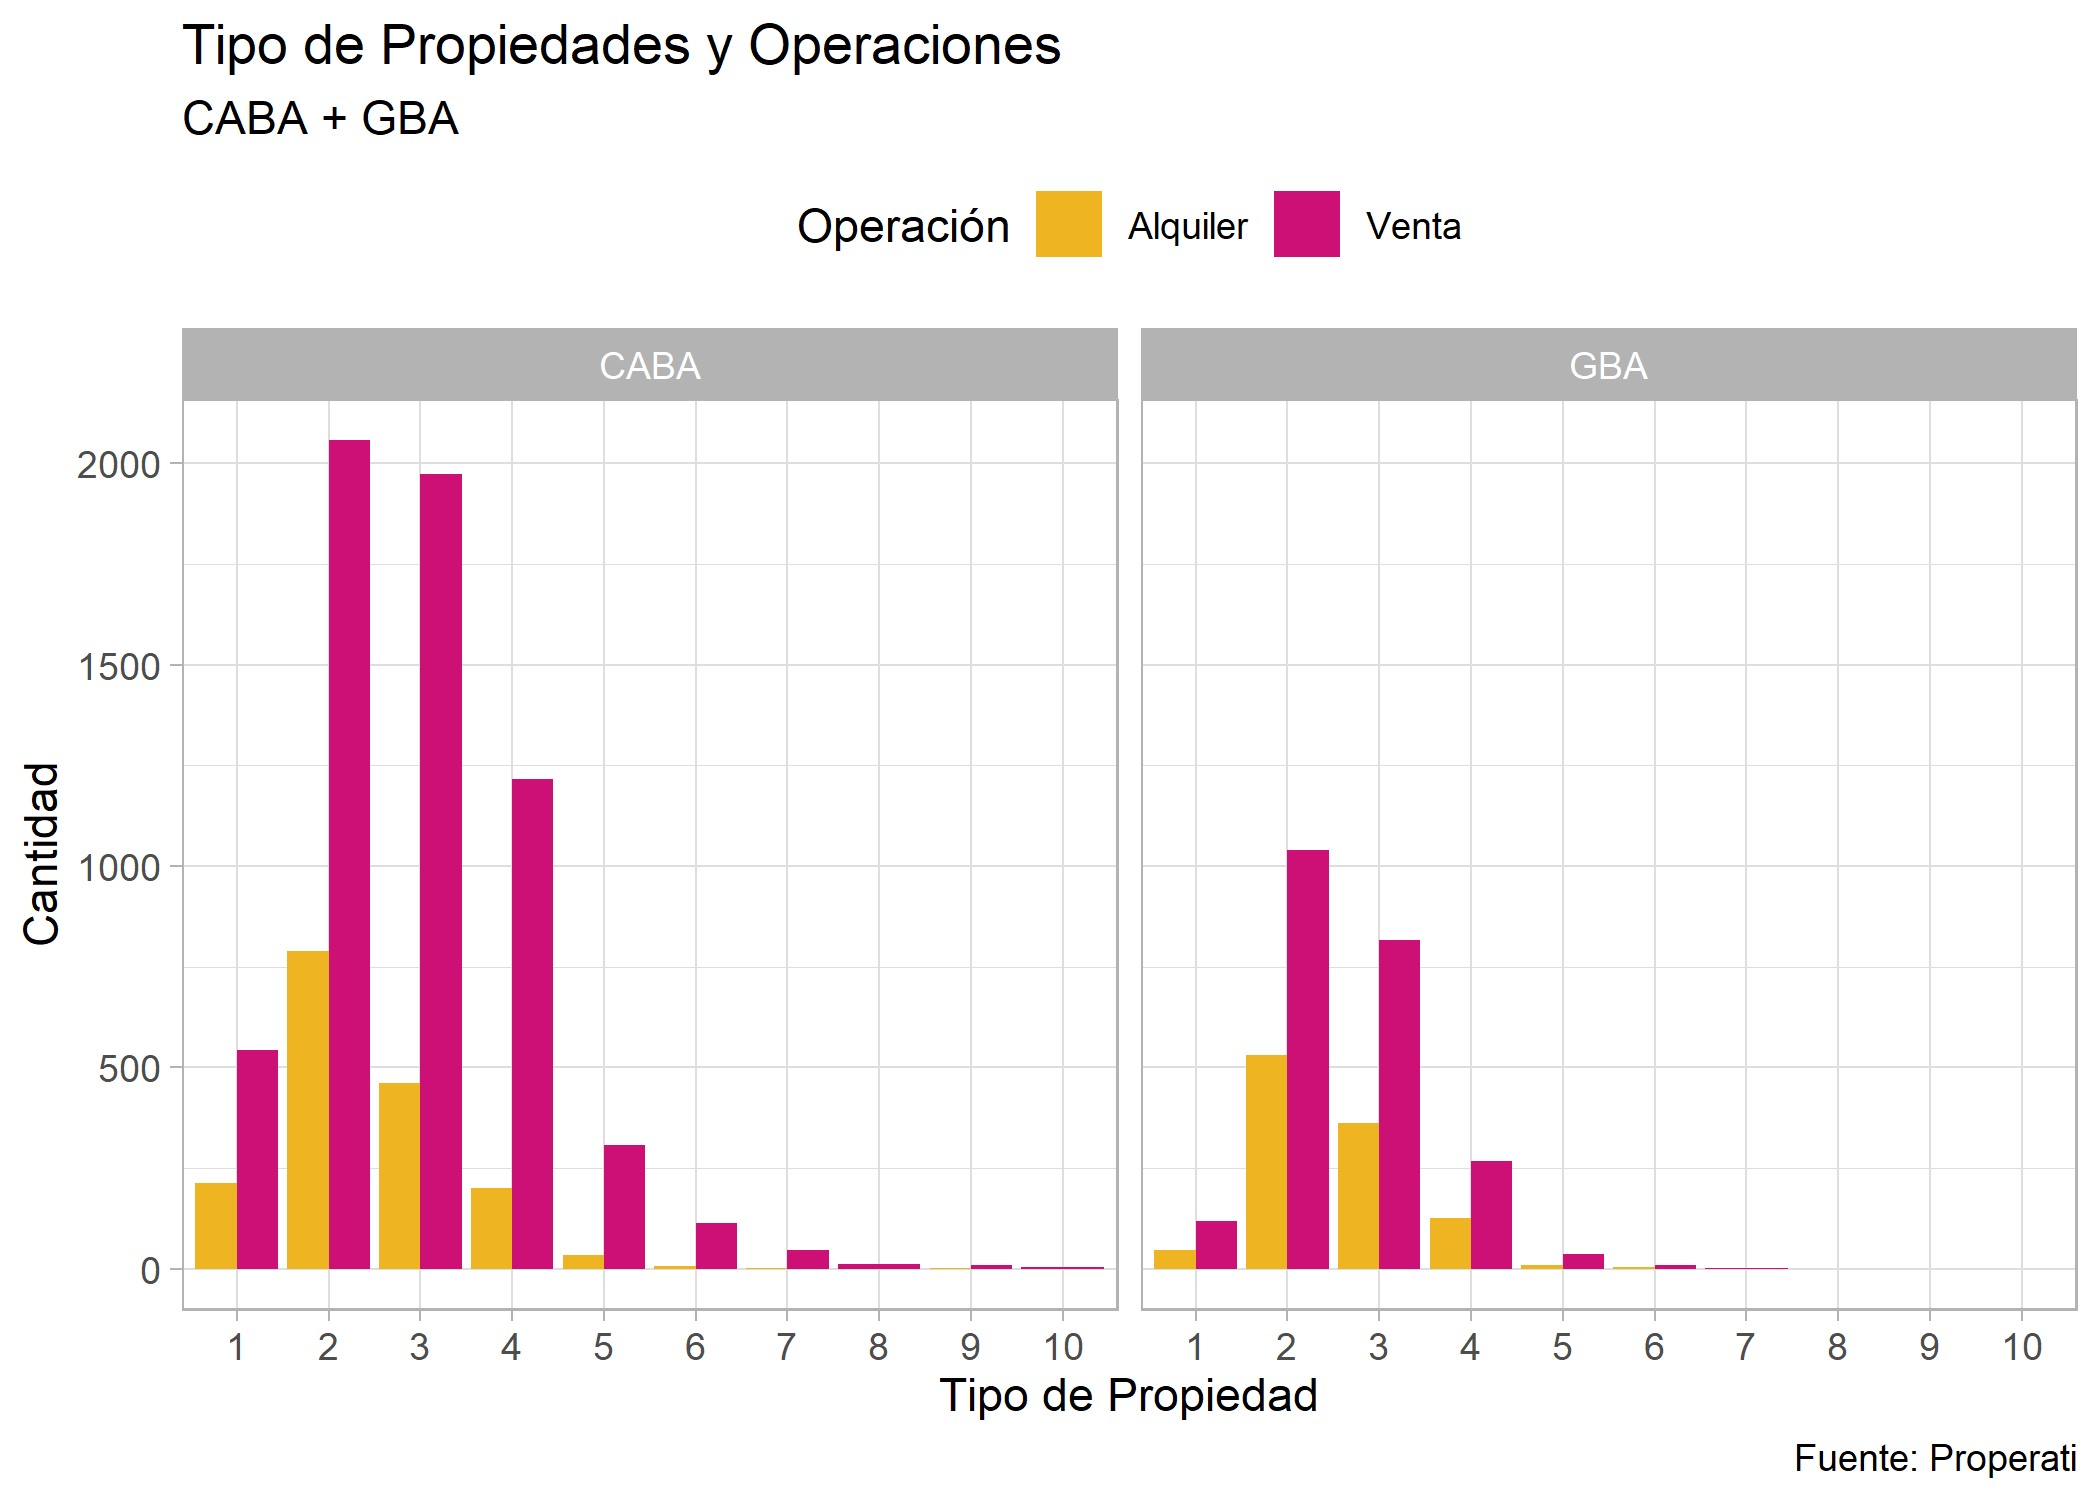 Tipo de Propiedades y Operaciones
CABA + GBA
Operación Alquiler Venta
CABA GBA
2000
1500
1000
500
0
Cantidad
1 2 3 4 5 6 7 8 9 10 1 2 3 4 5 6 7 8 9 10
Tipo de Propiedad
Fuente: Properati